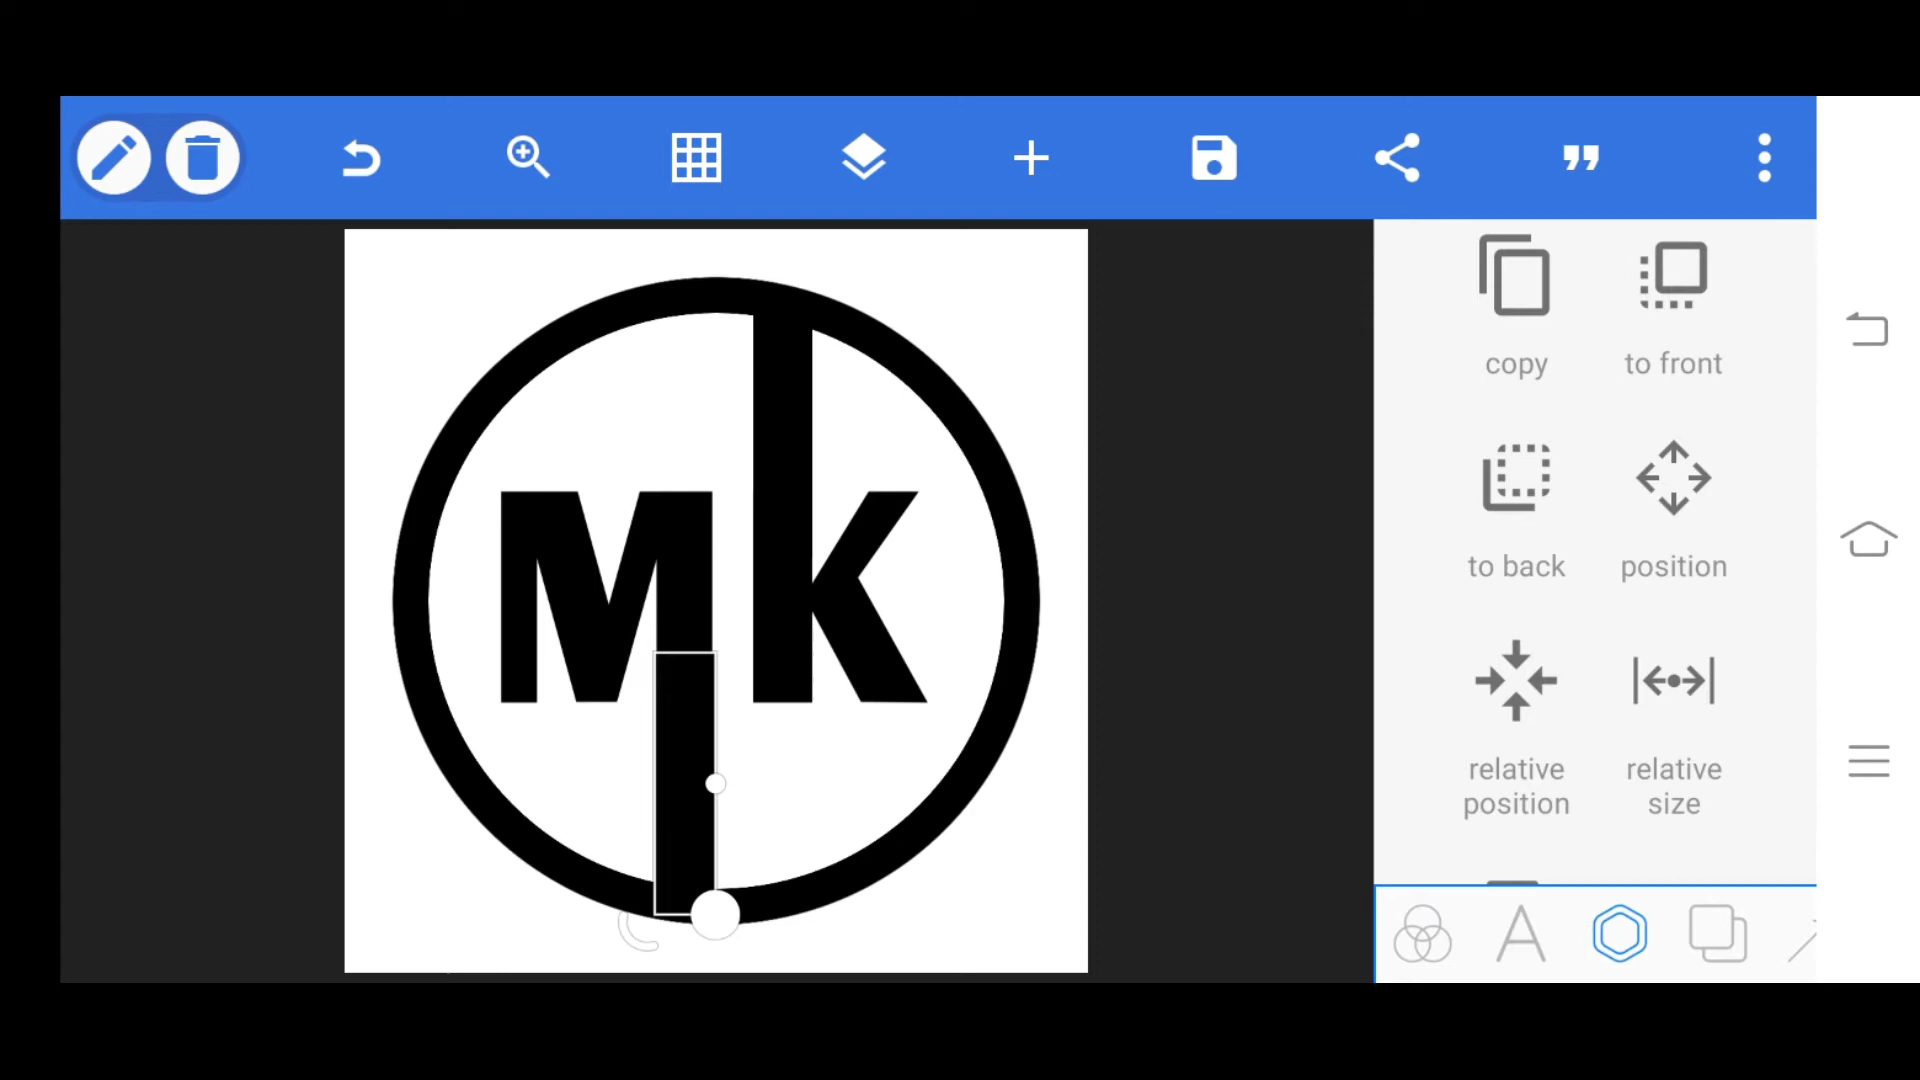 MK
copy
to front
to back
position
relative
position
relative
size